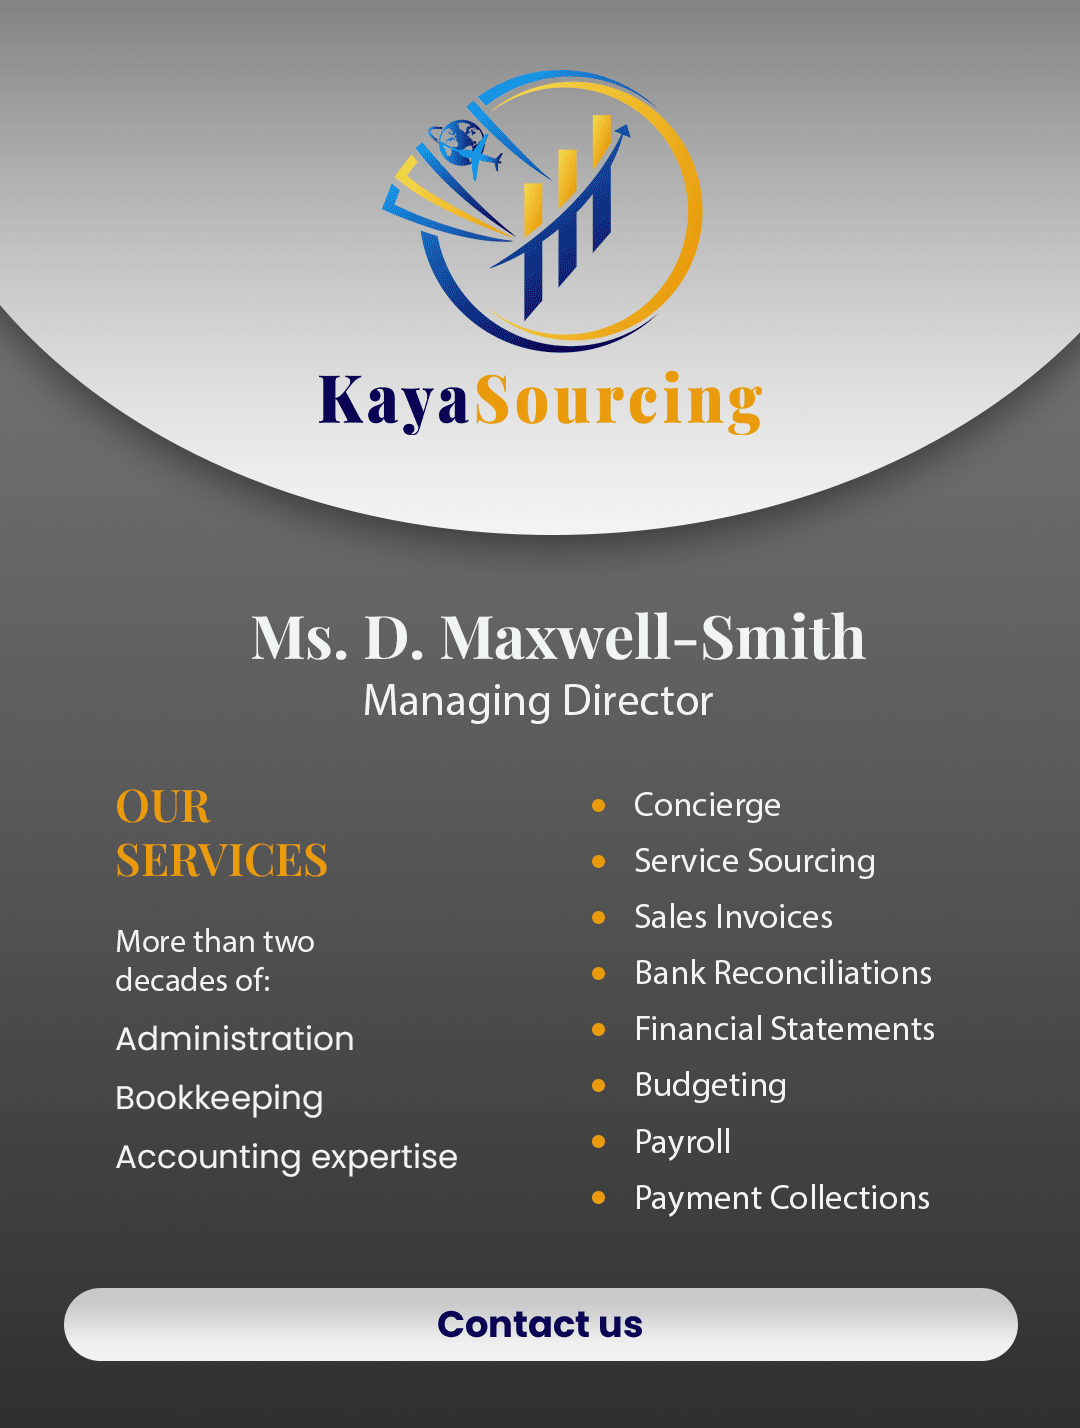 KayaSourcing
Ms. D. Maxwell-Smith
Managing Director
OUR
SERVICES
More than two
decades of:
Administration
Bookkeeping
Accounting expertise
Concierge
Service Sourcing
Sales Invoices
Bank Reconciliations
Financial Statements
Budgeting
Payroll
Payment Collections
Contact us